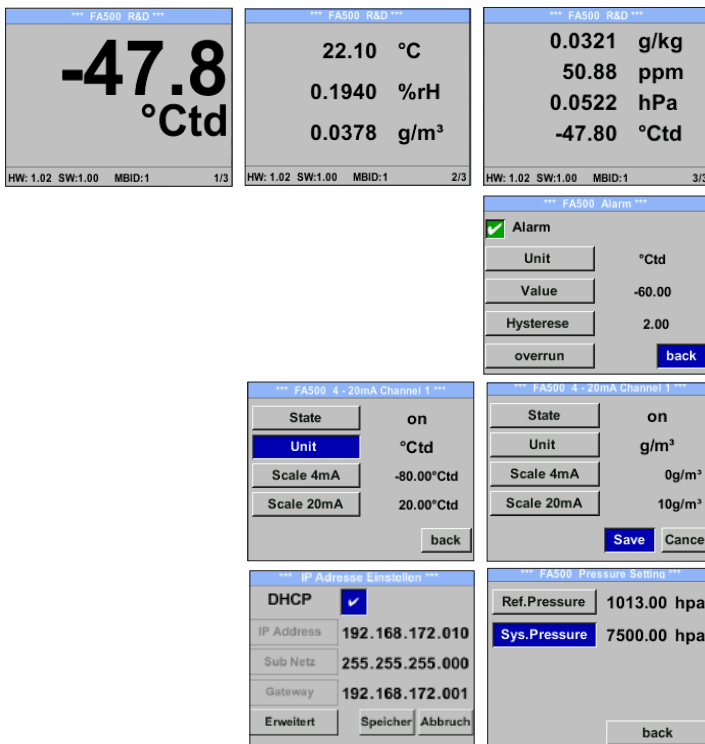 *** FA500 R&D ***
-47.8
°Ctd
HW: 1.02 SW:1.00 MBID:1 1/3
*** FA500 R&D ***
22.10 °C
0.1940 %rH
0.0378 g/m³
HW: 1.02 SW:1.00 MBID:1 2/3
*** FA500 R&D ***
0.0321 g/kg
50.88 ppm
0.0522 hPa
-47.80 °Ctd
HW: 1.02 SW:1.00 MBID:1 3/3
*** FA500 Alarm ***
Alarm
Unit °Ctd
Value -60.00
Hysterese 2.00
overrun back
*** FA500 4 - 20mA Channel 1 ***
State on
Unit °Ctd
Scale 4mA -80.00°Ctd
Scale 20mA 20.00°Ctd
back
*** FA500 4 - 20mA Channel 1 ***
State on
Unit g/m³
Scale 4mA 0g/m³
Scale 20mA 10g/m³
Save Cance
*** IP Adresse Einstellen ***
DHCP
IP Address 192.168.172.010
Sub Netz 255.255.255.000
Gateway 192.168.172.001
Erweitert Speicher Abbruch
*** FA500 Pressure Setting ***
Ref.Pressure 1013.00 hpa
Sys.Pressure 7500.00 hpa
back